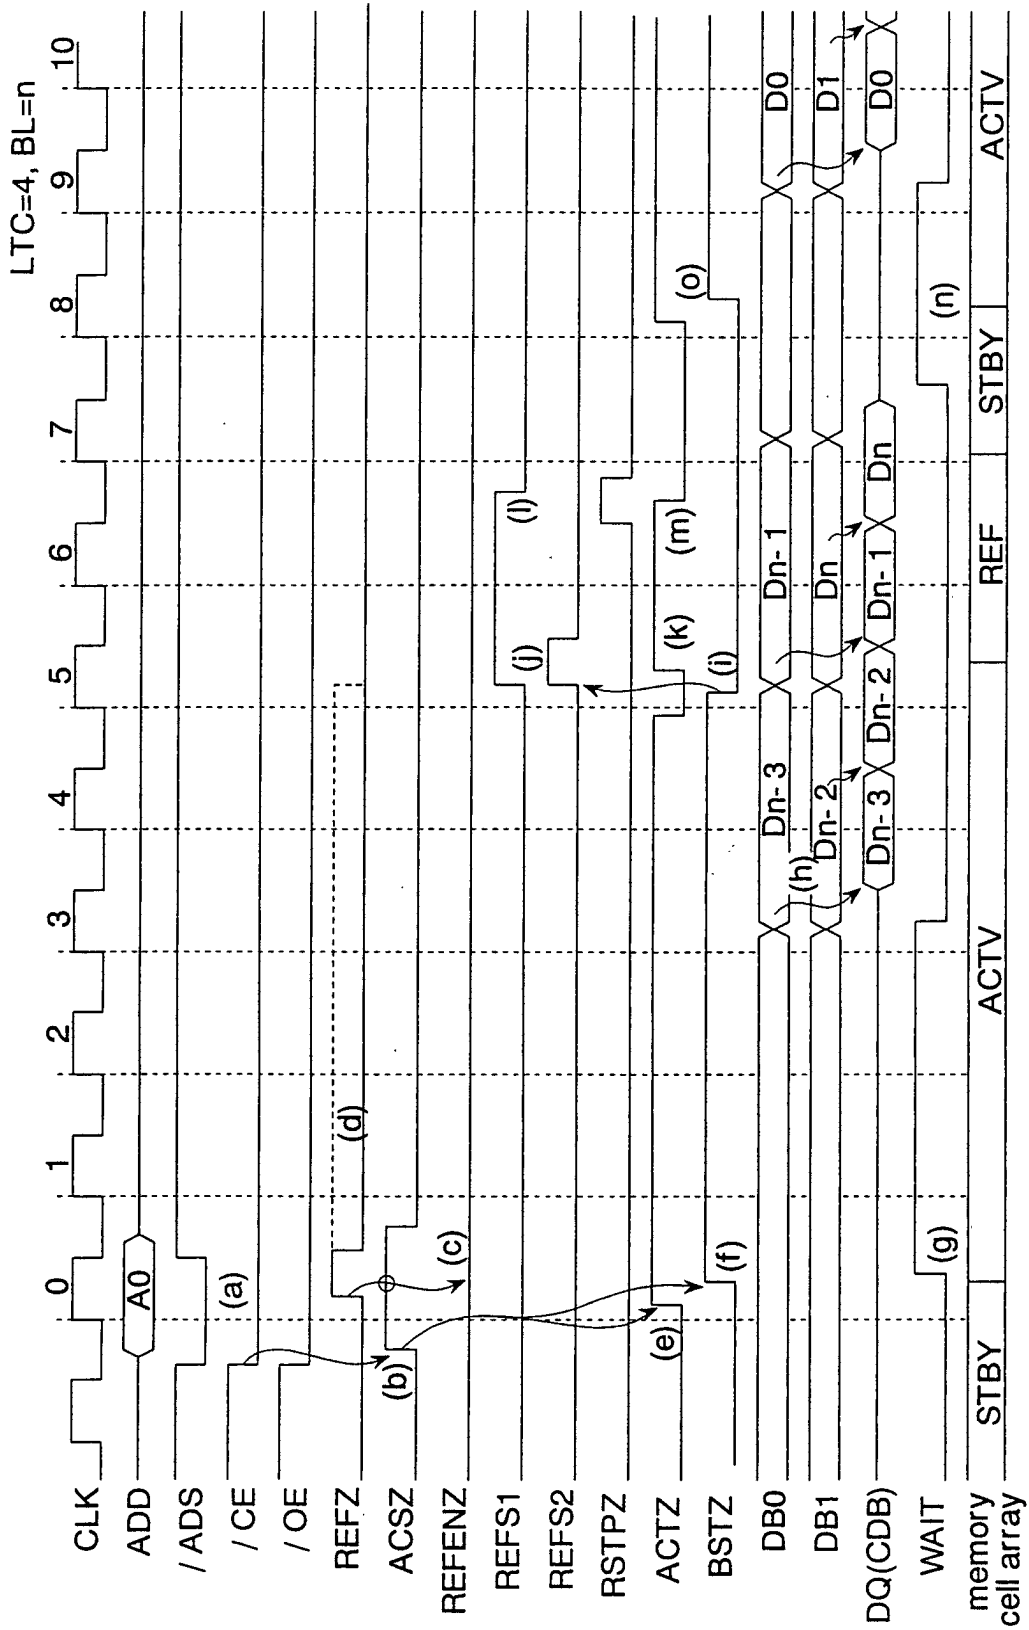 LTC=4, BL=n
0 1 2 3 4 5 6 7 8 9 10
CLK
ADD A0
/ ADS
/ CE (a)
/ OE
REFZ (d)
ACSZ (b)
REFENZ (c)
REFS1 (j) (l)
REFS2
RSTPZ
ACTZ (e) (k) (m)
BSTZ (f) (i) (o)
DB0 Dn-3 Dn-1 D0
(h)
DB1 Dn-2 Dn D1
DQ(CDB) Dn-3 Dn-2 Dn-1 Dn D0
WAIT (g) (n)
memory
cell array
STBY ACTV REF STBY ACTV